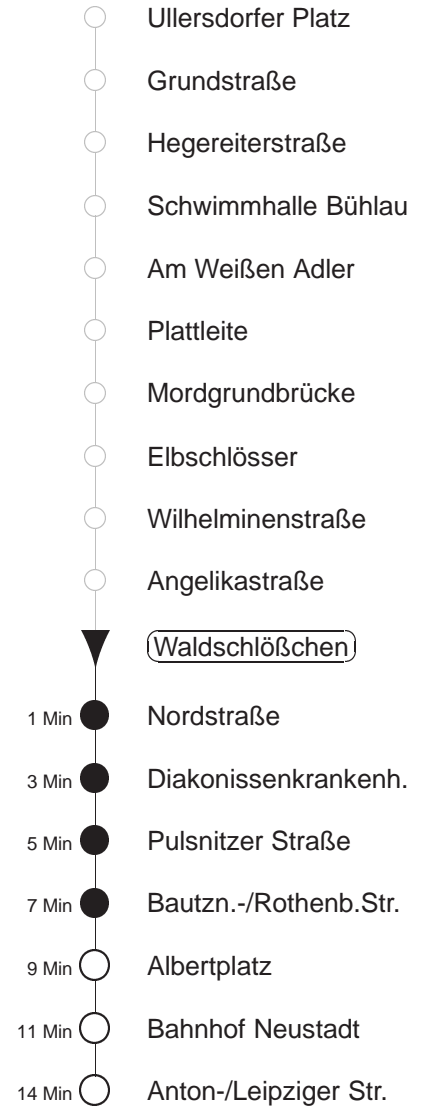 Ullersdorfer Platz
Grundstraße
Hegereiterstraße
Schwimmhalle Bühlau
Am Weißen Adler
Plattleite
Mordgrundbrücke
Elbschlösser
Wilhelminenstraße
Angelikastraße
Waldschlößchen
1 Min Nordstraße
3 Min Diakonissenkrankenh.
5 Min Pulsnitzer Straße
7 Min Bautzn.-/Rothenb.Str.
9 Min Albertplatz
11 Min Bahnhof Neustadt
14 Min Anton-/Leipziger Str.